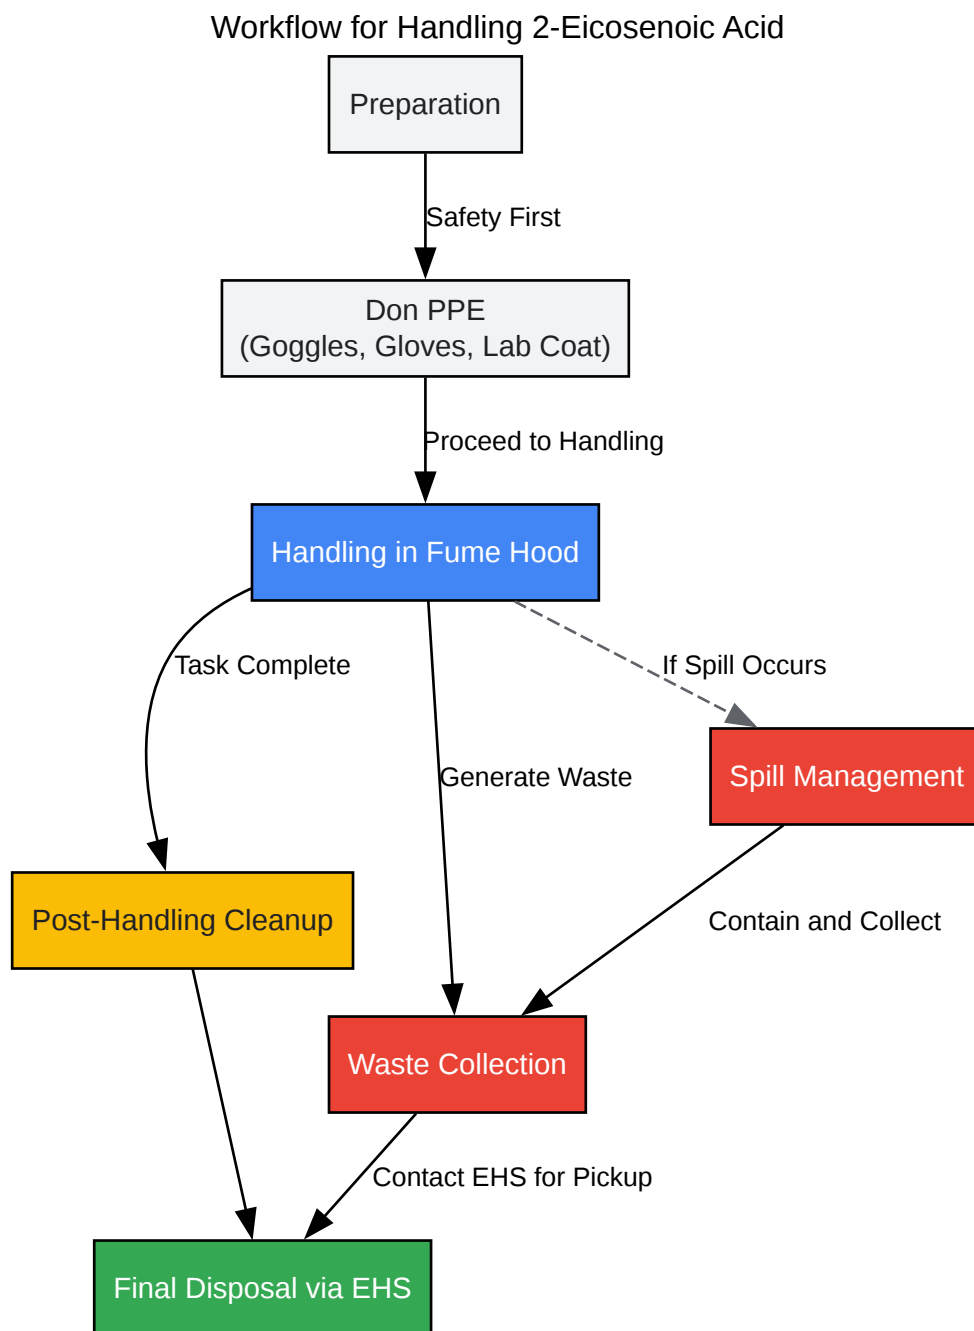 Workflow for Handling 2-Eicosenoic Acid
Preparation
Safety First
Don PPE
(Goggles, Gloves, Lab Coat)
Proceed to Handling
Handling in Fume Hood
Task Complete
If Spill Occurs
Generate Waste
Spill Management
Post-Handling Cleanup
Contain and Collect
Waste Collection
Contact EHS for Pickup
Final Disposal via EHS